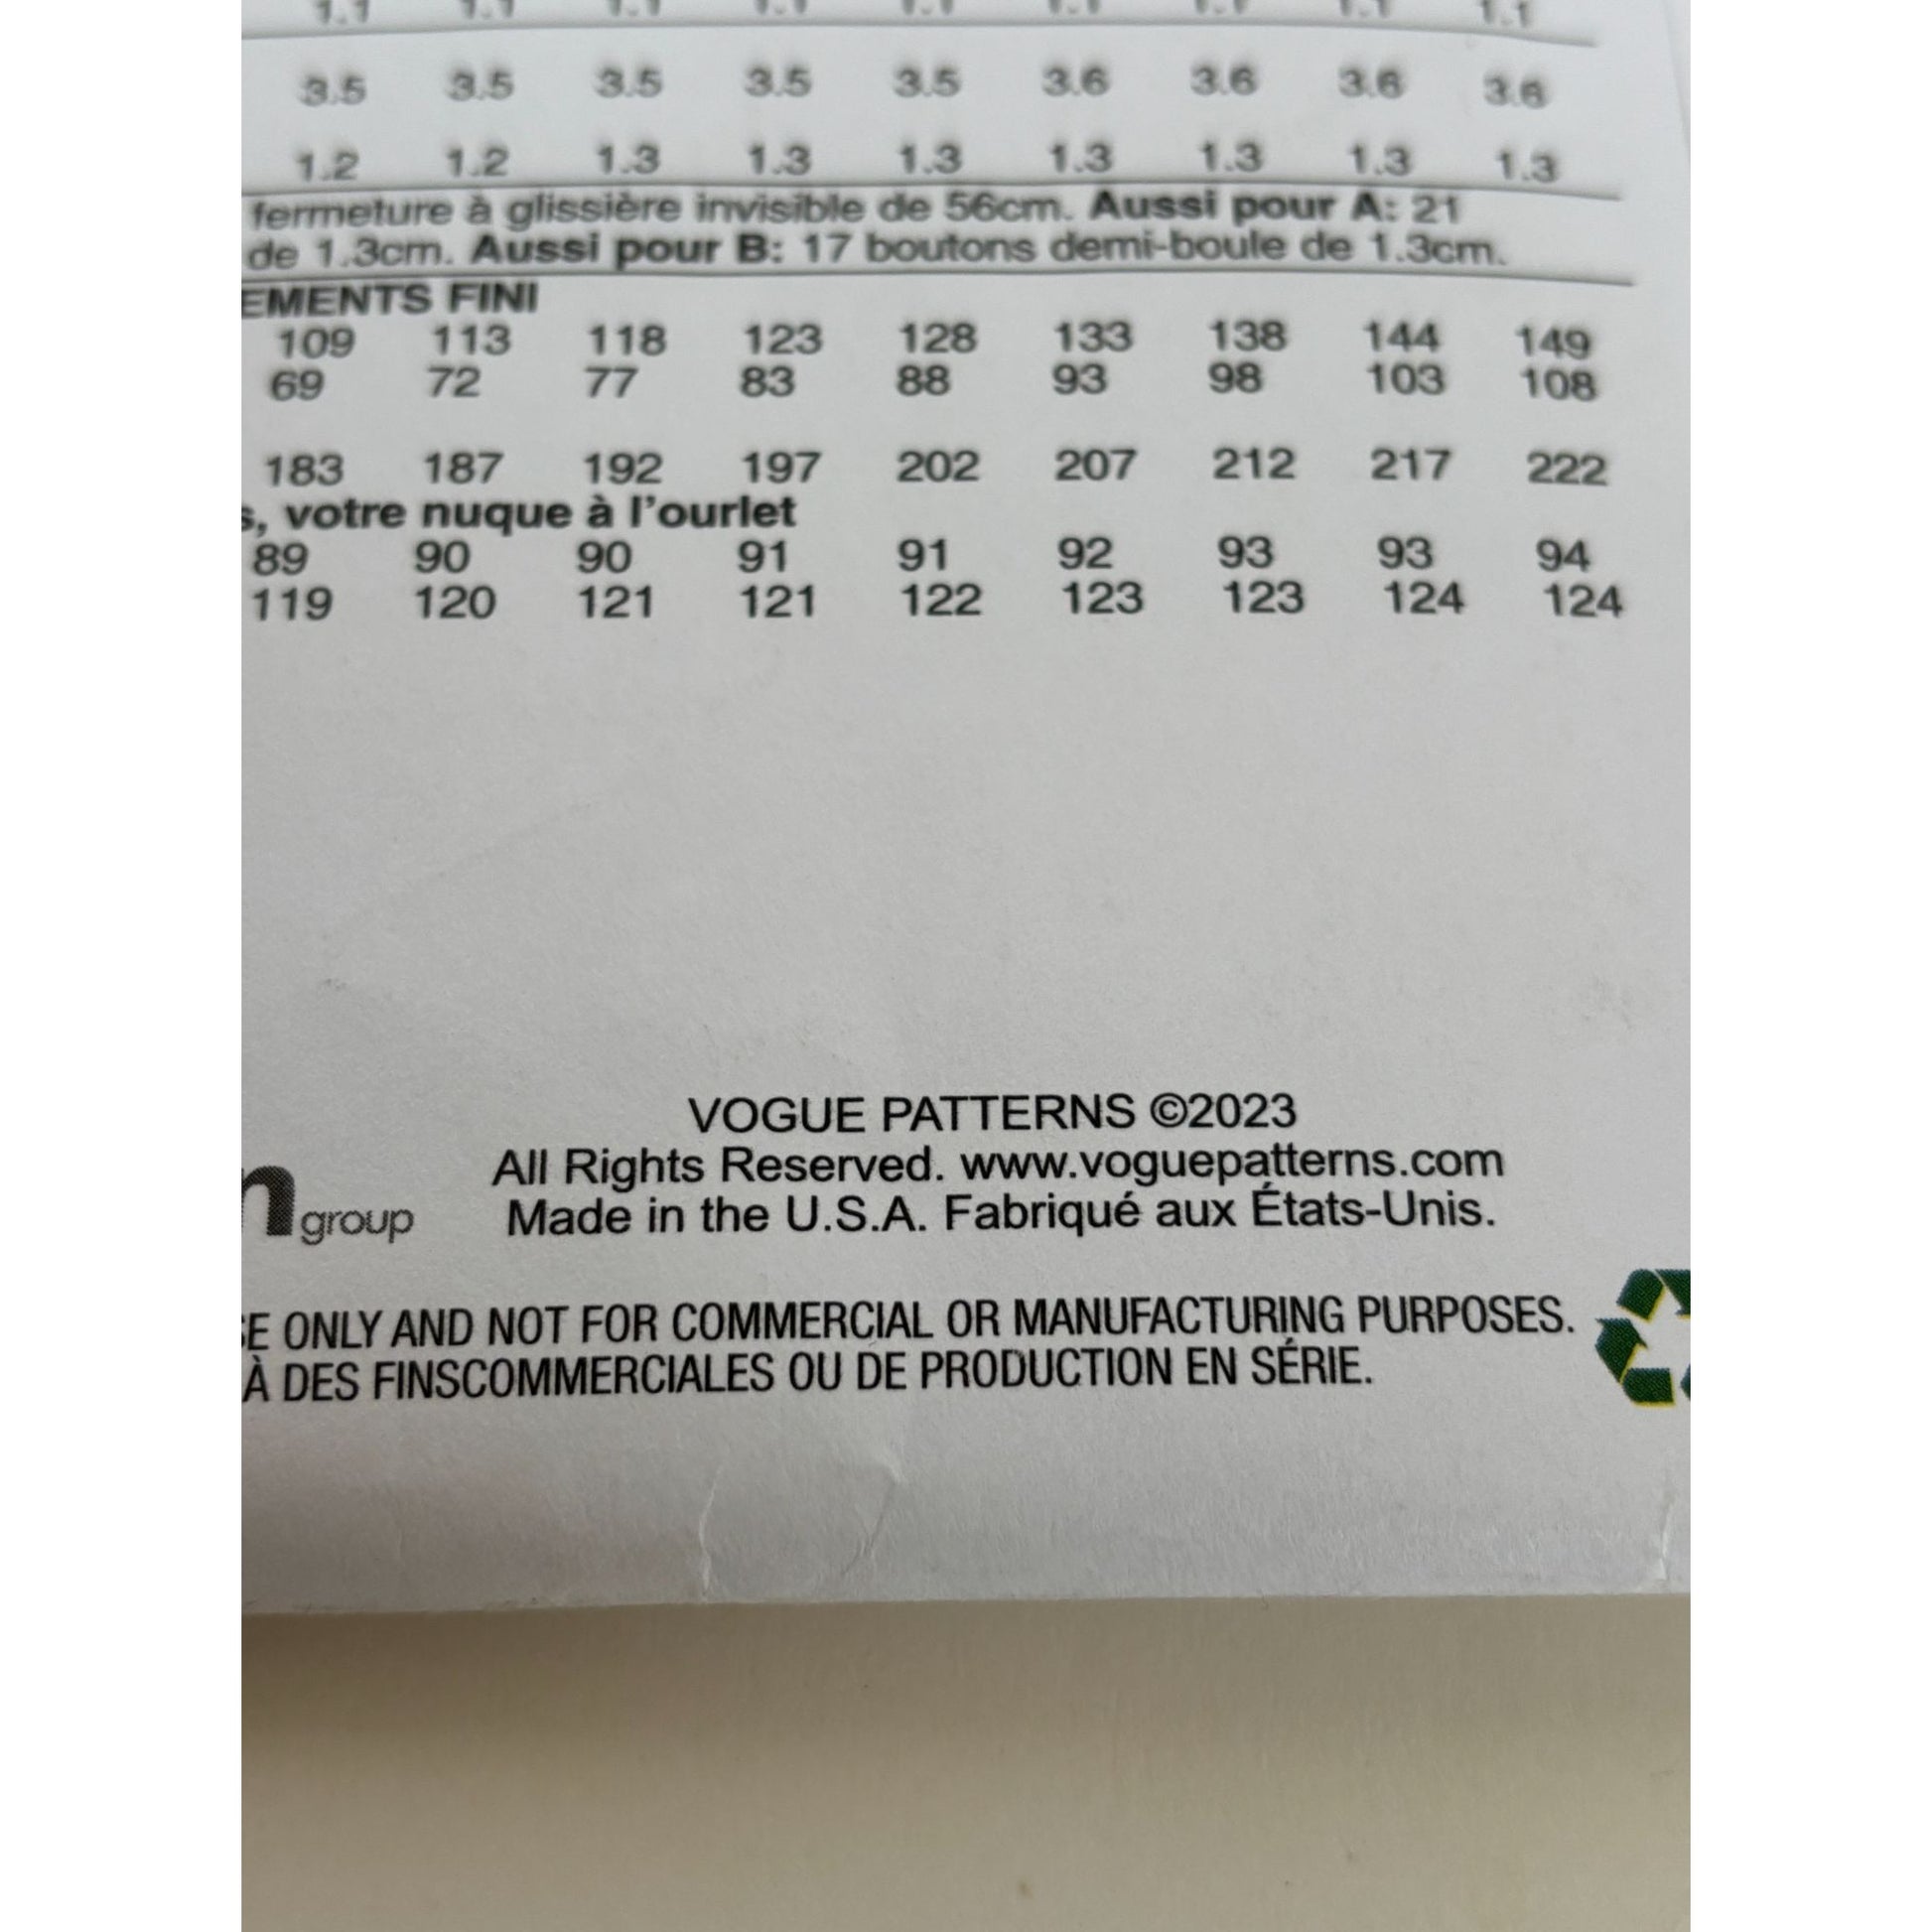 1.1 1.1 1.1 1.1 1.1 1.1 1.1 1.1 1.1
3.5 3.5 3.5 3.5 3.5 3.6 3.6 3.6 3.6
1.2 1.2 1.3 1.3 1.3 1.3 1.3 1.3 1.3
fermeture à glissière invisible de 56cm. Aussi pour A: 21
de 1.3cm. Aussi pour B: 17 boutons demi-boule de 1.3cm.
EMENTS FINI
109 113 118 123 128 133 138 144 149
69 72 77 83 88 93 98 103 108
183 187 192 197 202 207 212 217 222
s, votre nuque à l'ourlet
89 90 90 91 91 92 93 93 94
119 120 121 121 122 123 123 124 124
VOGUE PATTERNS ©2023
All Rights Reserved. www.voguepatterns.com
Made in the U.S.A. Fabriqué aux États-Unis.
n group
E ONLY AND NOT FOR COMMERCIAL OR MANUFACTURING PURPOSES.
À DES FINSCOMMERCIALES OU DE PRODUCTION EN SÉRIE.